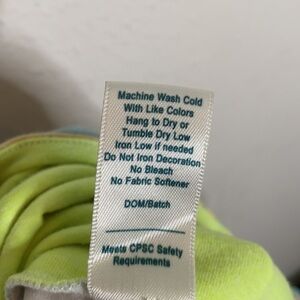 Machine Wash Cold
With Like Colors
Hang to Dry or
Tumble Dry Low
Iron Low if needed
Do Not Iron Decoration
No Bleach
No Fabric Softener
DOM/Batch
Meets CPSC Safety
Requirements